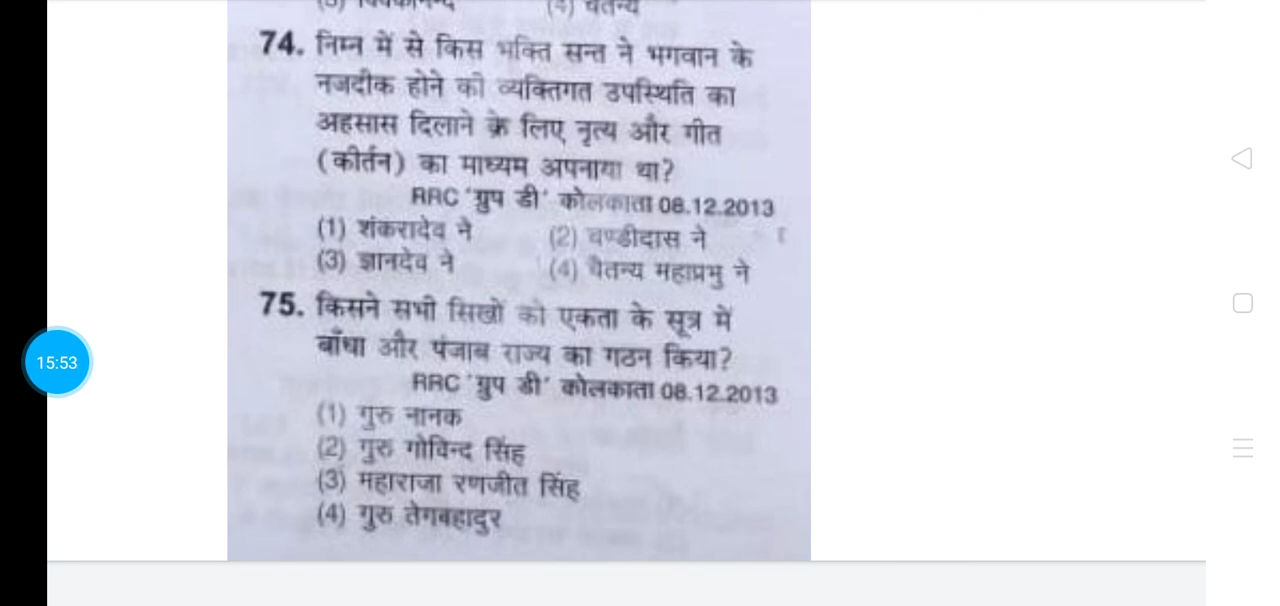 (4) चैतन्य
74. निम्न में से किस भक्ति सन्त ने भगवान के
नजदीक होने की व्यक्तिगत उपस्थिति का
अहसास दिलाने के लिए नृत्य और गीत
(कीर्तन) का माध्यम अपनाया था?
RRC 'ग्रुप डी' कोलकाता 08.12.2013
(1) शंकरादेव ने (2) चण्डीदास ने
(3) ज्ञानदेव ने (4) चैतन्य महाप्रभु ने
75. किसने सभी सिखों को एकता के सूत्र में
बाँधा और पंजाब राज्य का गठन किया?
RRC 'ग्रुप डी' कोलकाता 08.12.2013
(1) गुरु नानक
(2) गुरु गोविन्द सिंह
(3) महाराजा रणजीत सिंह
(4) गुरु तेगबहादुर
15:53